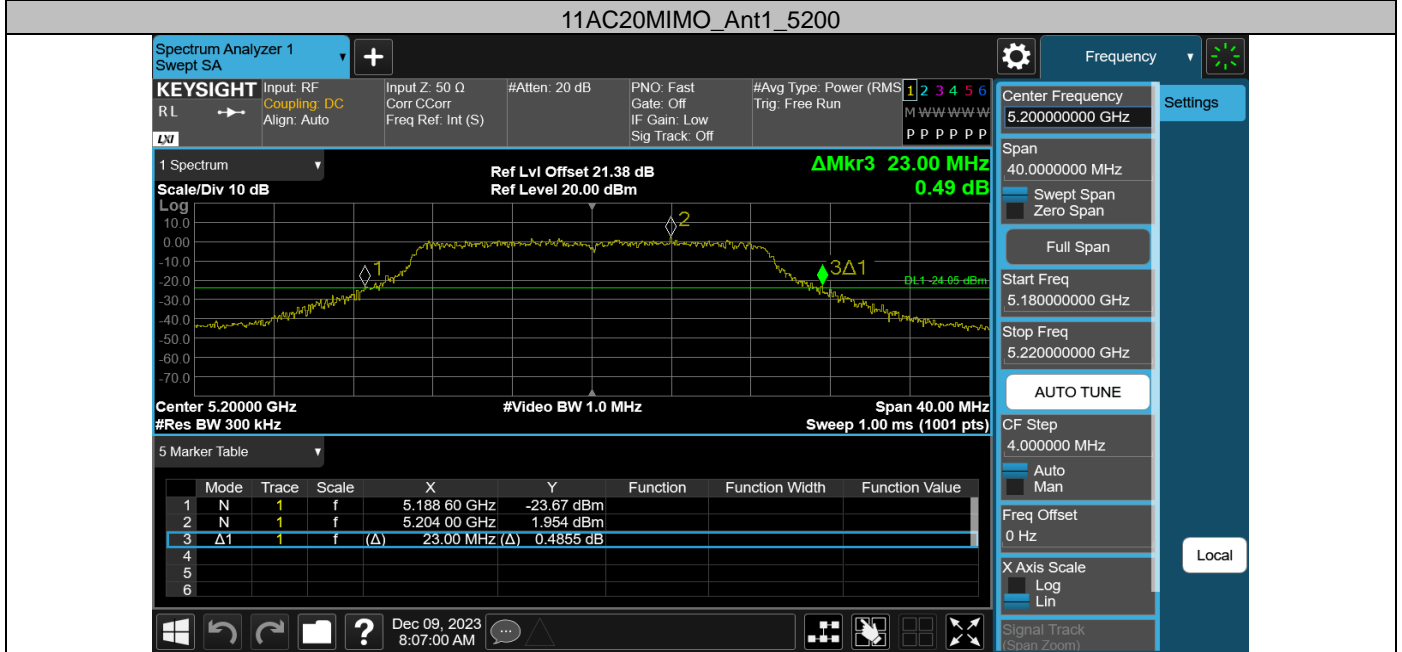 11AC20MIMO_Ant1_5200
Spectrum Analyzer 1
Swept SA
Frequency
KEYSIGHT
RL
LXI
Input: RF
Coupling: DC
Align: Auto
Input Z: 50 Ω
Corr CCorr
Freq Ref: Int (S)
#Atten: 20 dB
PNO: Fast
Gate: Off
IF Gain: Low
Sig Track: Off
#Avg Type: Power (RMS
Trig: Free Run
1 2 3 4 5 6
M W W W W W
P P P P P P
1 Spectrum
Scale/Div 10 dB
Ref Lvl Offset 21.38 dB
Ref Level 20.00 dBm
ΔMkr3 23.00 MHz
0.49 dB
Log
10.0
0.00
-10.0
-20.0
-30.0
-40.0
-50.0
-60.0
-70.0
1
2
3Δ1
DL1 -24.05 dBm
Center 5.20000 GHz
#Video BW 1.0 MHz
Span 40.00 MHz
#Res BW 300 kHz
Sweep 1.00 ms (1001 pts)
5 Marker Table
Mode Trace Scale X Y Function Function Width Function Value
1 N 1 f 5.188 60 GHz -23.67 dBm
2 N 1 f 5.204 00 GHz 1.954 dBm
3 Δ1 1 f (Δ) 23.00 MHz (Δ) 0.4855 dB
4
5
6
Dec 09, 2023
8:07:00 AM
Center Frequency
5.200000000 GHz
Settings
Span
40.0000000 MHz
Swept Span
Zero Span
Full Span
Start Freq
5.180000000 GHz
Stop Freq
5.220000000 GHz
AUTO TUNE
CF Step
4.000000 MHz
Auto
Man
Freq Offset
0 Hz
Local
X Axis Scale
Log
Lin
Signal Track
(Span Zoom)